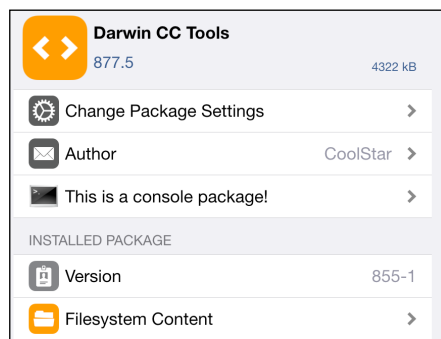 Darwin CC Tools
877.5
4322 kB
Change Package Settings
Author CoolStar
This is a console package!
INSTALLED PACKAGE
Version 855-1
Filesystem Content